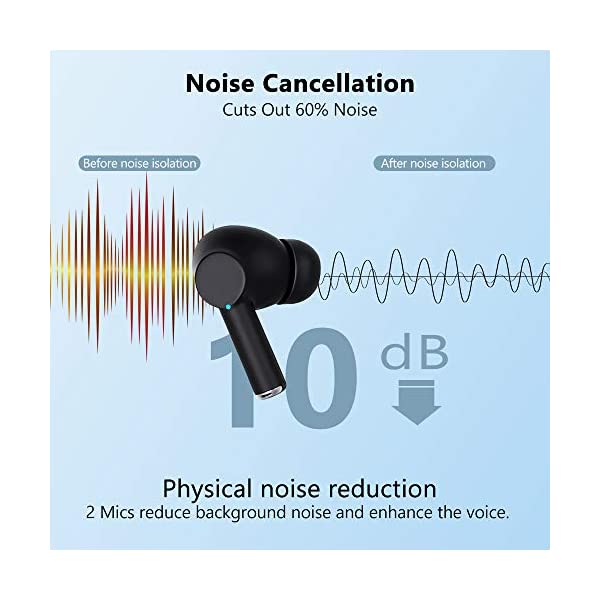 Noise Cancellation
Cuts Out 60% Noise
Before noise isolation
After noise isolation
10 dB
Physical noise reduction
2 Mics reduce background noise and enhance the voice.